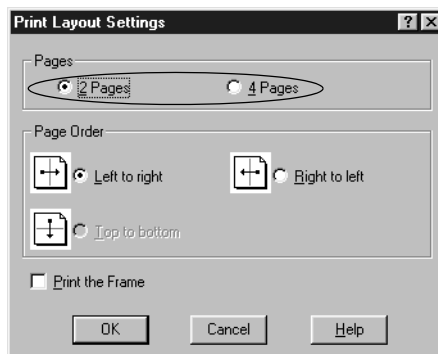 Print Layout Settings
Pages
2 Pages 4 Pages
Page Order
Left to right Right to left
Top to bottom
Print the Frame
OK Cancel Help